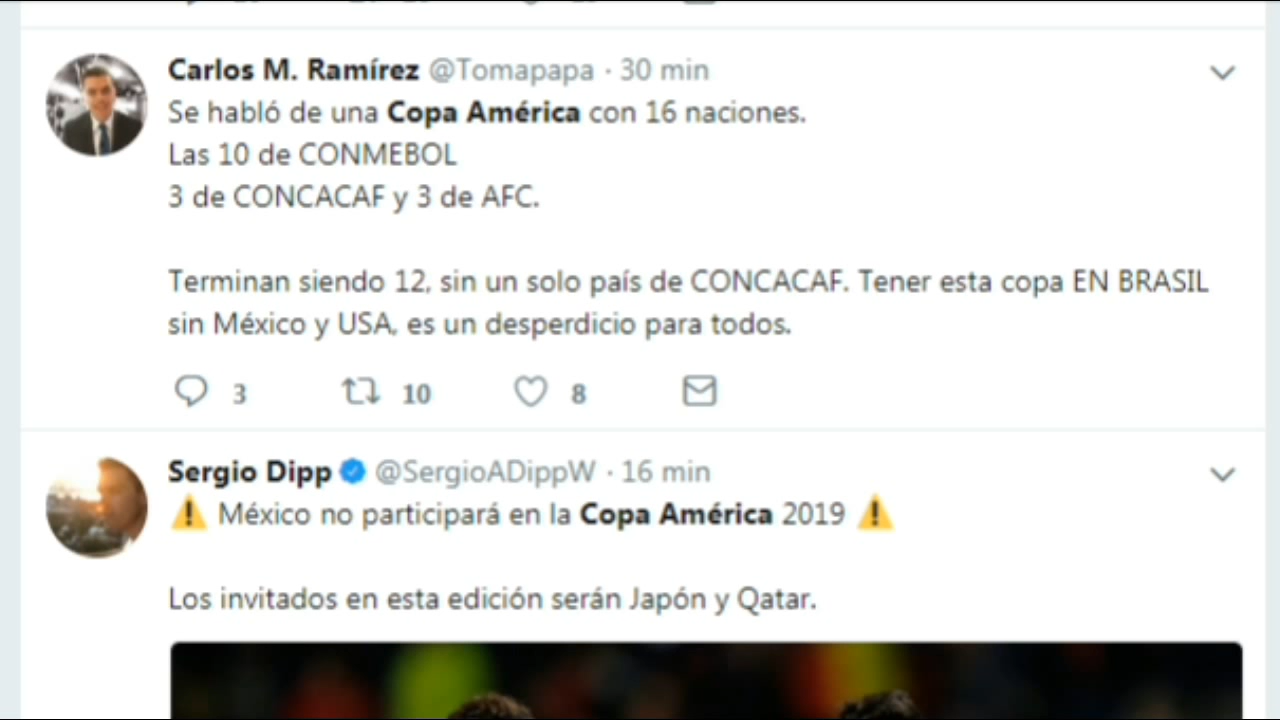 Carlos M. Ramírez @Tomapapa · 30 min
Se habló de una Copa América con 16 naciones.
Las 10 de CONMEBOL
3 de CONCACAF y 3 de AFC.
Terminan siendo 12, sin un solo país de CONCACAF. Tener esta copa EN BRASIL
sin México y USA, es un desperdicio para todos.
3 10 8
Sergio Dipp @SergioADippW · 16 min
⚠ México no participará en la Copa América 2019 ⚠
Los invitados en esta edición serán Japón y Qatar.